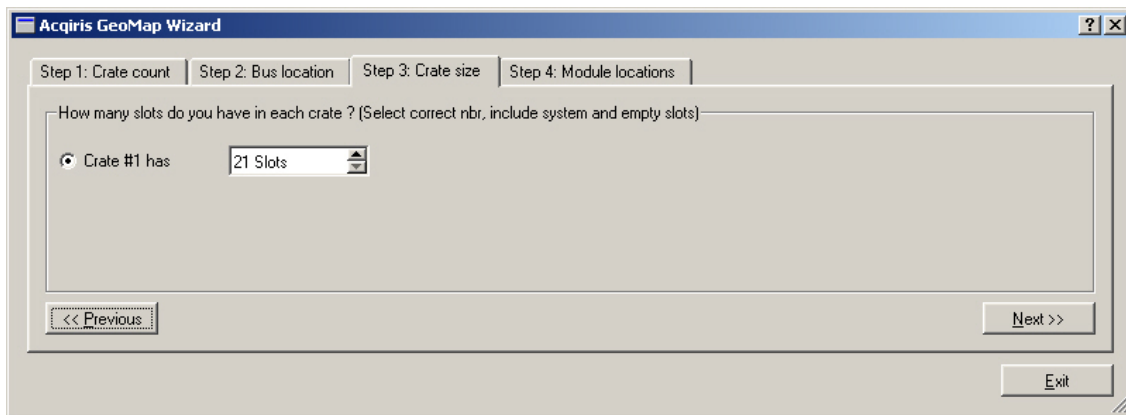 Acqiris GeoMap Wizard
Step 1: Crate count Step 2: Bus location Step 3: Crate size Step 4: Module locations
How many slots do you have in each crate ? (Select correct nbr, include system and empty slots)
Crate #1 has 21 Slots
<< Previous Next >>
Exit